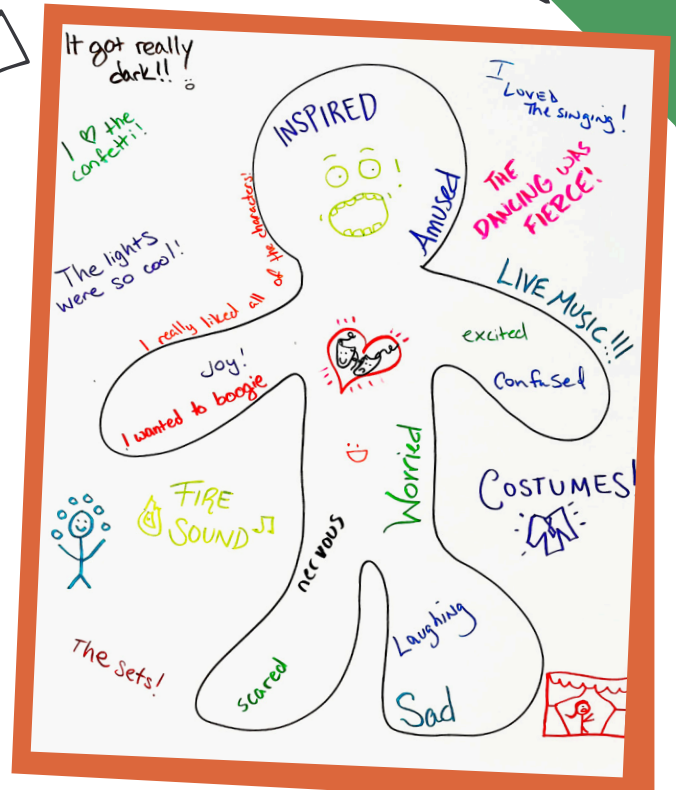 It got really
dark!!
I ♡ the
confetti!
I LOVED
The singing!
THE
DANCING WAS
FIERCE!
INSPIRED
Amused
The lights
were so cool!
I really liked all of the characters!
LIVE MUSIC!!!
Joy!
I wanted to boogie
excited
Confused
Worried
nervous
FIRE
SOUND
COSTUMES!
The sets!
scared
Laughing
Sad